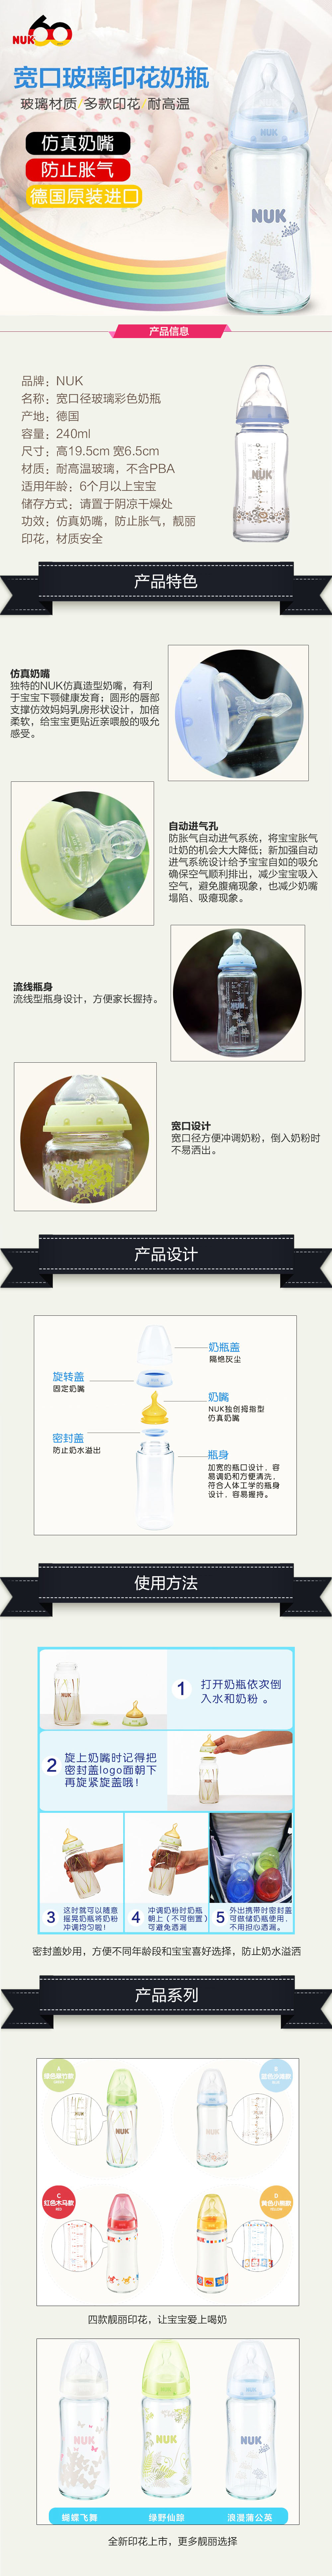 NUK 60
宽口玻璃印花奶瓶
玻璃材质/多款印花/耐高温
仿真奶嘴
防止胀气
德国原装进口
NUK
NUK
产品信息
品牌：NUK
名称：宽口径玻璃彩色奶瓶
产地：德国
容量：240ml
尺寸：高19.5cm 宽6.5cm
材质：耐高温玻璃，不含PBA
适用年龄：6个月以上宝宝
储存方式：请置于阴凉干燥处
功效：仿真奶嘴，防止胀气，靓丽
印花，材质安全
NUK
产品特色
仿真奶嘴
独特的NUK仿真造型奶嘴，有利
于宝宝下颚健康发育；圆形的唇部
支撑仿效妈妈乳房形状设计，加倍
柔软，给宝宝更贴近亲喂般的吸允
感受。
自动进气孔
防胀气自动进气系统，将宝宝胀气
吐奶的机会大大降低；新加强自动
进气系统设计给予宝宝自如的吸允
确保空气顺利排出，减少宝宝吸入
空气，避免腹痛现象，也减少奶嘴
塌陷、吸瘪现象。
流线瓶身
流线型瓶身设计，方便家长握持。
宽口设计
宽口径方便冲调奶粉，倒入奶粉时
不易洒出。
产品设计
奶瓶盖
隔绝灰尘
旋转盖
固定奶嘴
奶嘴
NUK独创拇指型
仿真奶嘴
密封盖
防止奶水溢出
瓶身
加宽的瓶口设计，容
易调奶和方便清洗，
符合人体工学的瓶身
设计，容易握持。
使用方法
NUK
1 打开奶瓶依次倒
入水和奶粉 。
2 旋上奶嘴时记得把
密封盖logo面朝下
再旋紧旋盖哦！
3 这时就可以随意
摇晃奶瓶将奶粉
冲调均匀啦！
4 冲调奶粉时奶瓶
朝上（不可倒置）
可避免洒漏
5 外出携带时密封盖
可做储奶瓶使用，
不用担心洒漏。
密封盖妙用，方便不同年龄段和宝宝喜好选择，防止奶水溢洒
产品系列
A
B
NUK
NUK
C
红色木马款
RED
D
NUK
NUK
四款靓丽印花，让宝宝爱上喝奶
NUK
NUK
NUK
蝴蝶飞舞
绿野仙踪
浪漫蒲公英
全新印花上市，更多靓丽选择